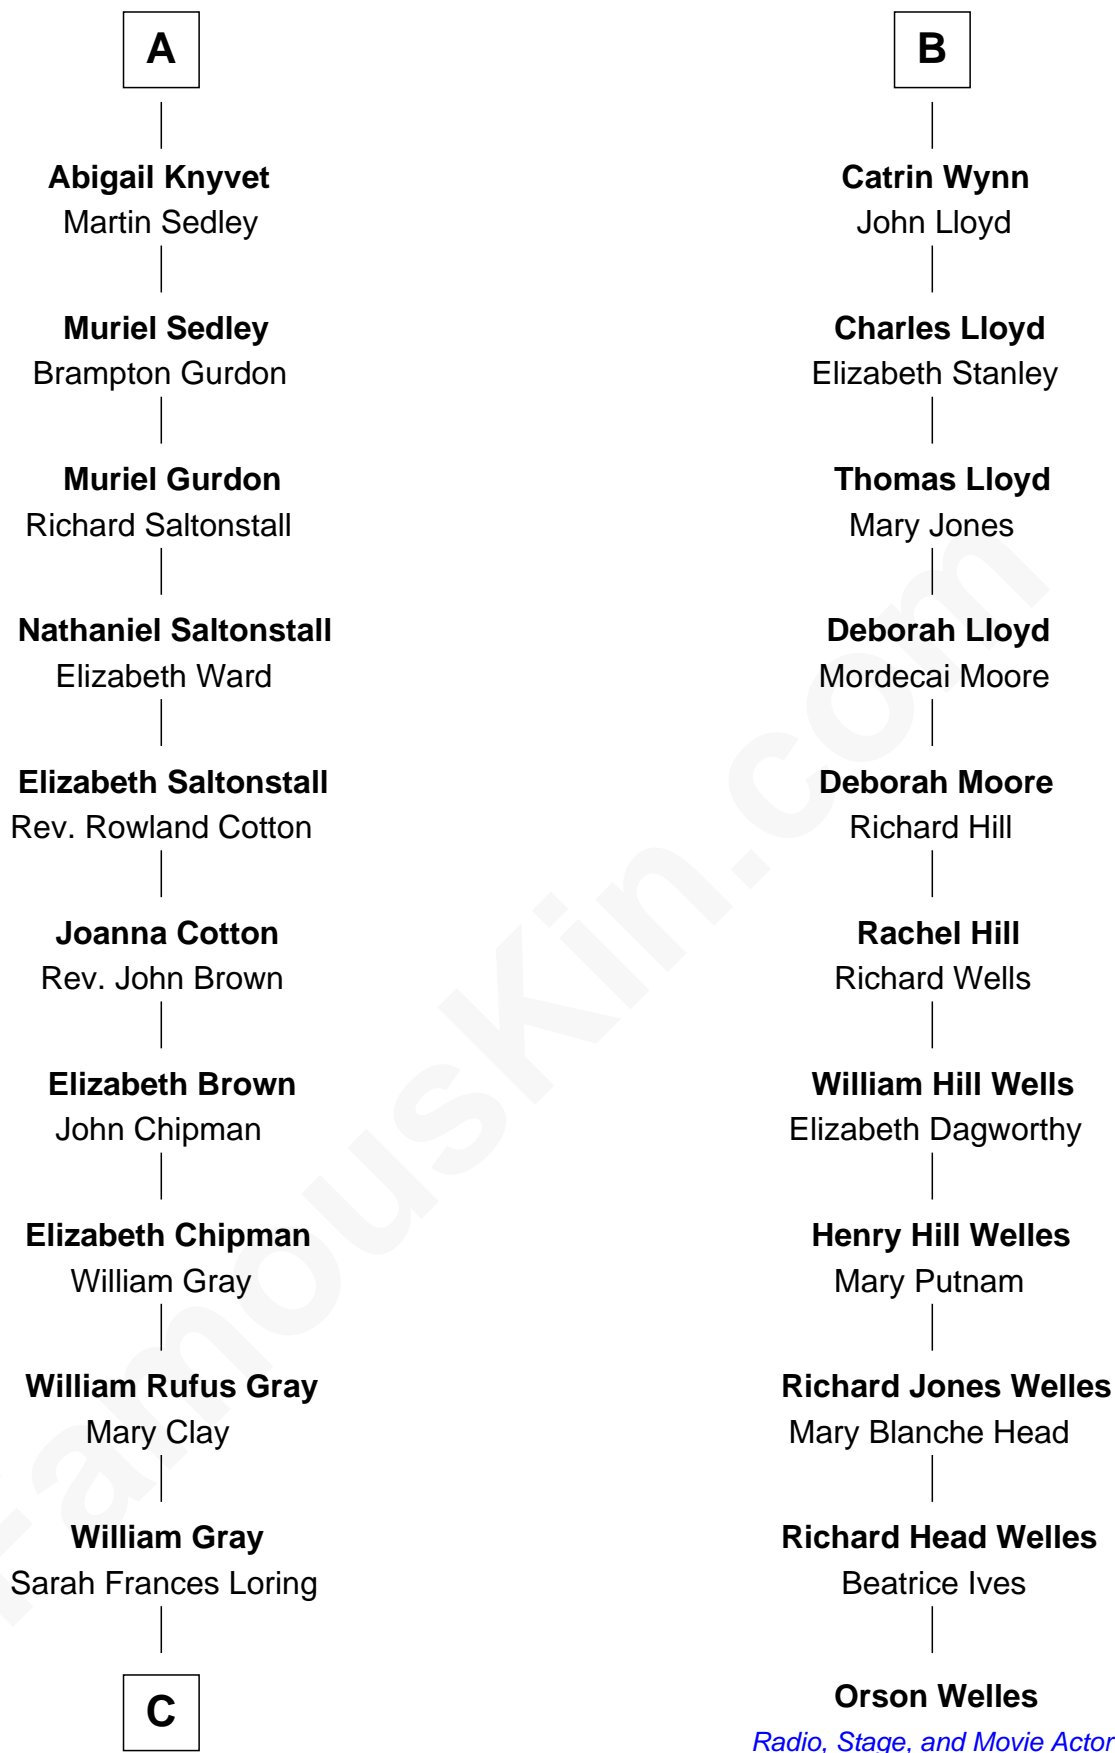 A
Abigail Knyvet
Martin Sedley
Muriel Sedley
Brampton Gurdon
Muriel Gurdon
Richard Saltonstall
Nathaniel Saltonstall
Elizabeth Ward
Elizabeth Saltonstall
Rev. Rowland Cotton
Joanna Cotton
Rev. John Brown
Elizabeth Brown
John Chipman
Elizabeth Chipman
William Gray
William Rufus Gray
Mary Clay
William Gray
Sarah Frances Loring
C
B
Catrin Wynn
John Lloyd
Charles Lloyd
Elizabeth Stanley
Thomas Lloyd
Mary Jones
Deborah Lloyd
Mordecai Moore
Deborah Moore
Richard Hill
Rachel Hill
Richard Wells
William Hill Wells
Elizabeth Dagworthy
Henry Hill Welles
Mary Putnam
Richard Jones Welles
Mary Blanche Head
Richard Head Welles
Beatrice Ives
Orson Welles
Radio, Stage, and Movie Actor
FamousKin.com